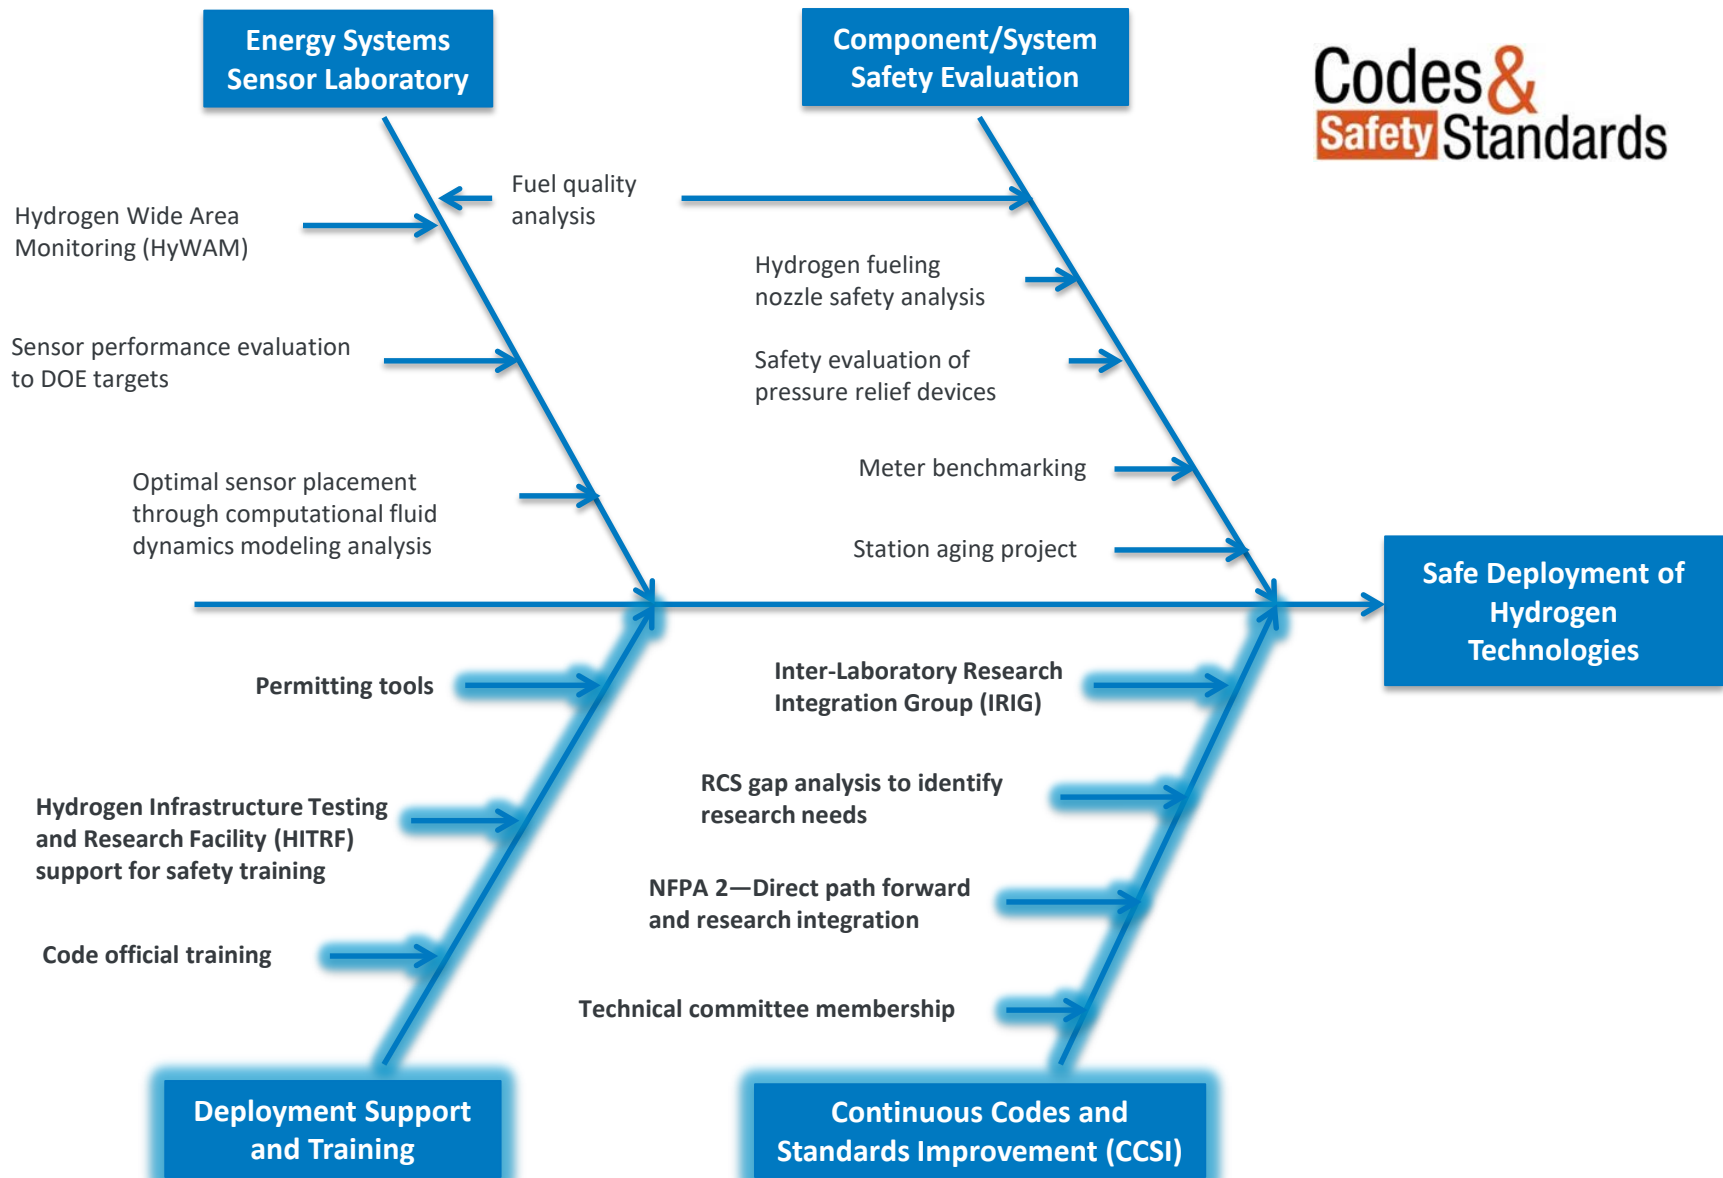 Energy Systems
Sensor Laboratory
Component/System
Safety Evaluation
Codes &
Safety Standards
Fuel quality
analysis
Hydrogen Wide Area
Monitoring (HyWAM)
Hydrogen fueling
nozzle safety analysis
Sensor performance evaluation
to DOE targets
Safety evaluation of
pressure relief devices
Meter benchmarking
Optimal sensor placement
through computational fluid
dynamics modeling analysis
Station aging project
Safe Deployment of
Hydrogen
Technologies
Permitting tools
Inter-Laboratory Research
Integration Group (IRIG)
RCS gap analysis to identify
research needs
Hydrogen Infrastructure Testing
and Research Facility (HITRF)
support for safety training
NFPA 2—Direct path forward
and research integration
Code official training
Technical committee membership
Deployment Support
and Training
Continuous Codes and
Standards Improvement (CCSI)